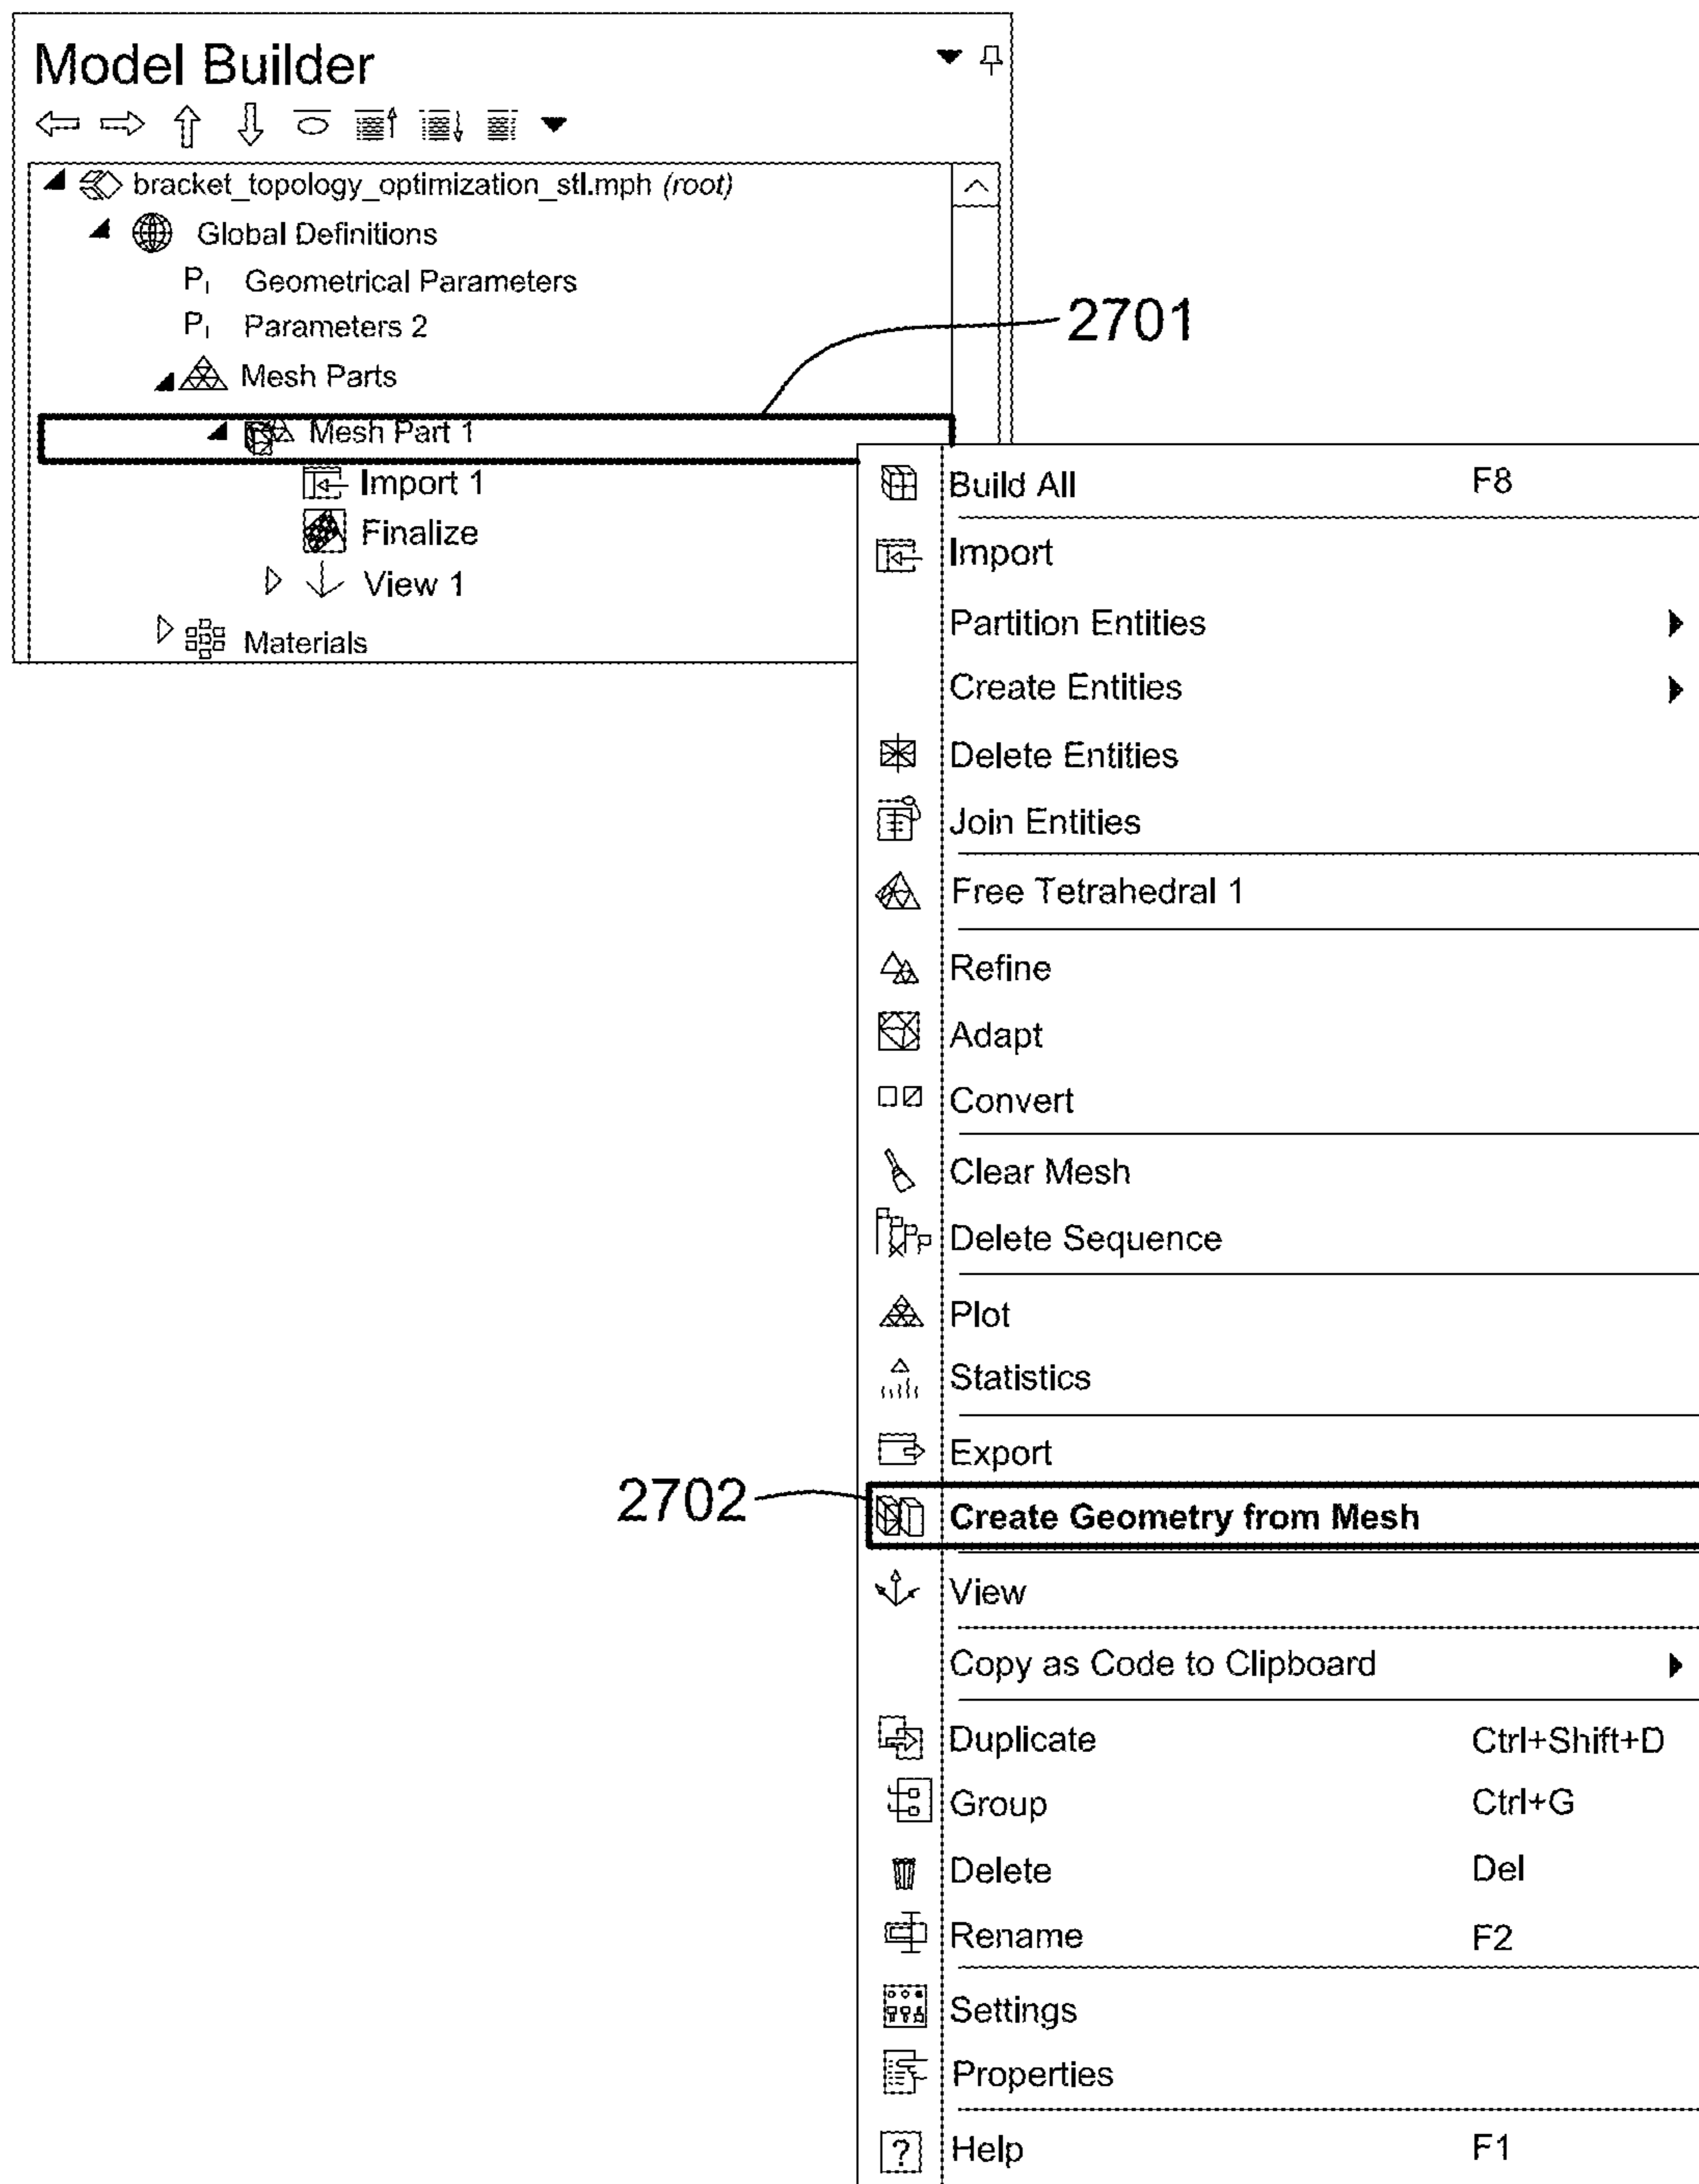 Model Builder
bracket_topology_optimization_stl.mph (root)
Global Definitions
Pi Geometrical Parameters
Pi Parameters 2
2701
Mesh Parts
Mesh Part 1
Import 1
Finalize
View 1
Materials
Build All F8
Import
Partition Entities
Create Entities
Delete Entities
Join Entities
Free Tetrahedral 1
Refine
Adapt
Convert
Clear Mesh
Delete Sequence
Plot
Statistics
Export
2702
Create Geometry from Mesh
View
Copy as Code to Clipboard
Duplicate Ctrl+Shift+D
Group Ctrl+G
Delete Del
Rename F2
Settings
Properties
? Help F1